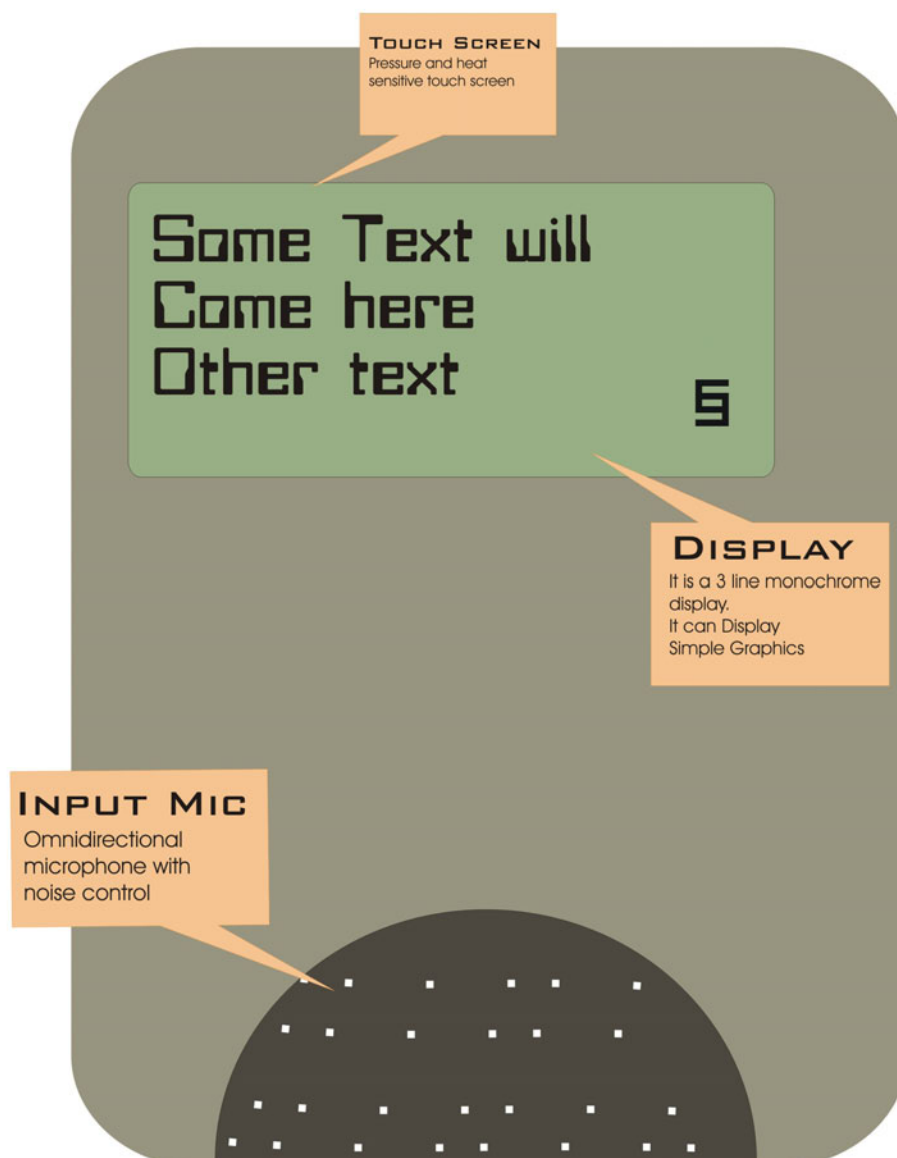 Touch Screen
Pressure and heat
sensitive touch screen
Some Text will
Come here
Other text
Display
It is a 3 line monochrome
display.
It can Display
Simple Graphics
Input Mic
Omnidirectional
microphone with
noise control